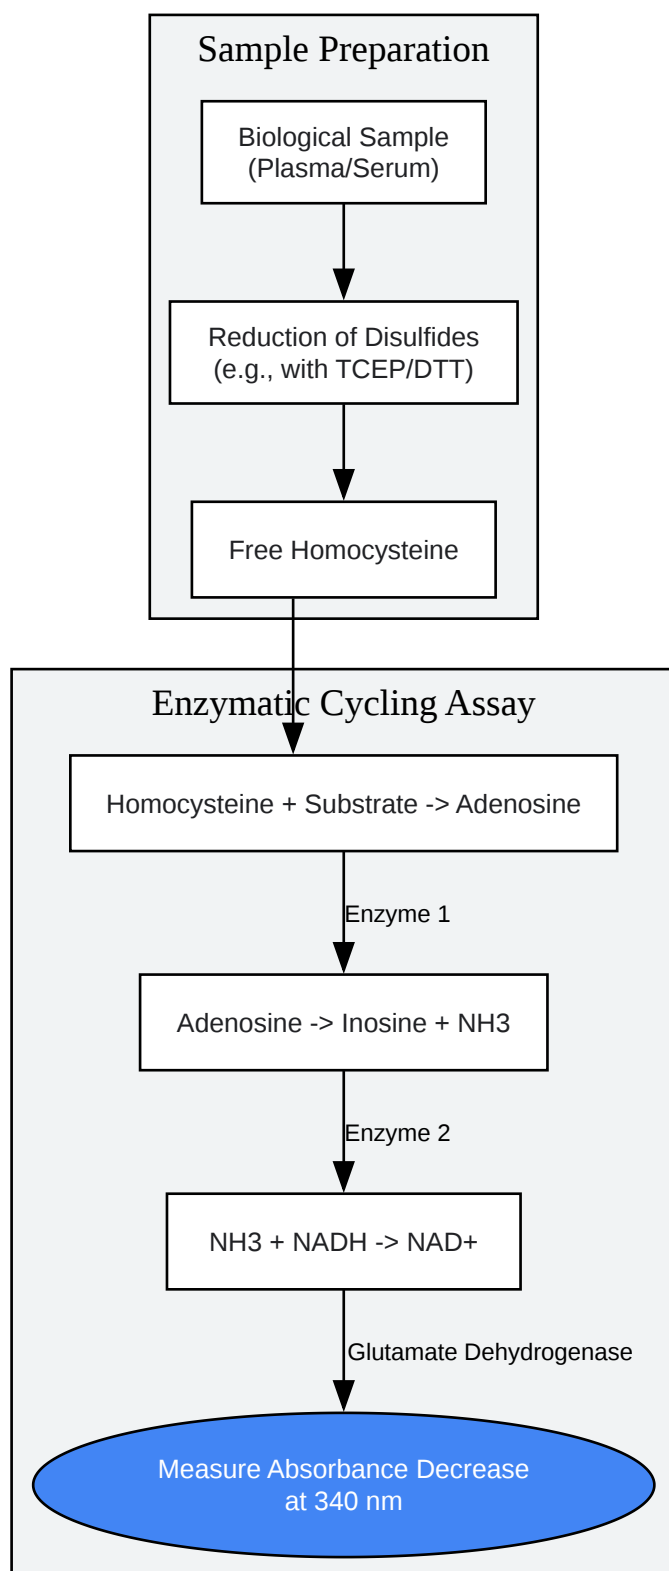 Sample Preparation
Biological Sample
(Plasma/Serum)
Reduction of Disulfides
(e.g., with TCEP/DTT)
Free Homocysteine
Enzymatic Cycling Assay
Homocysteine + Substrate -> Adenosine
Enzyme 1
Adenosine -> Inosine + NH3
Enzyme 2
NH3 + NADH -> NAD+
Glutamate Dehydrogenase
Measure Absorbance Decrease
at 340 nm